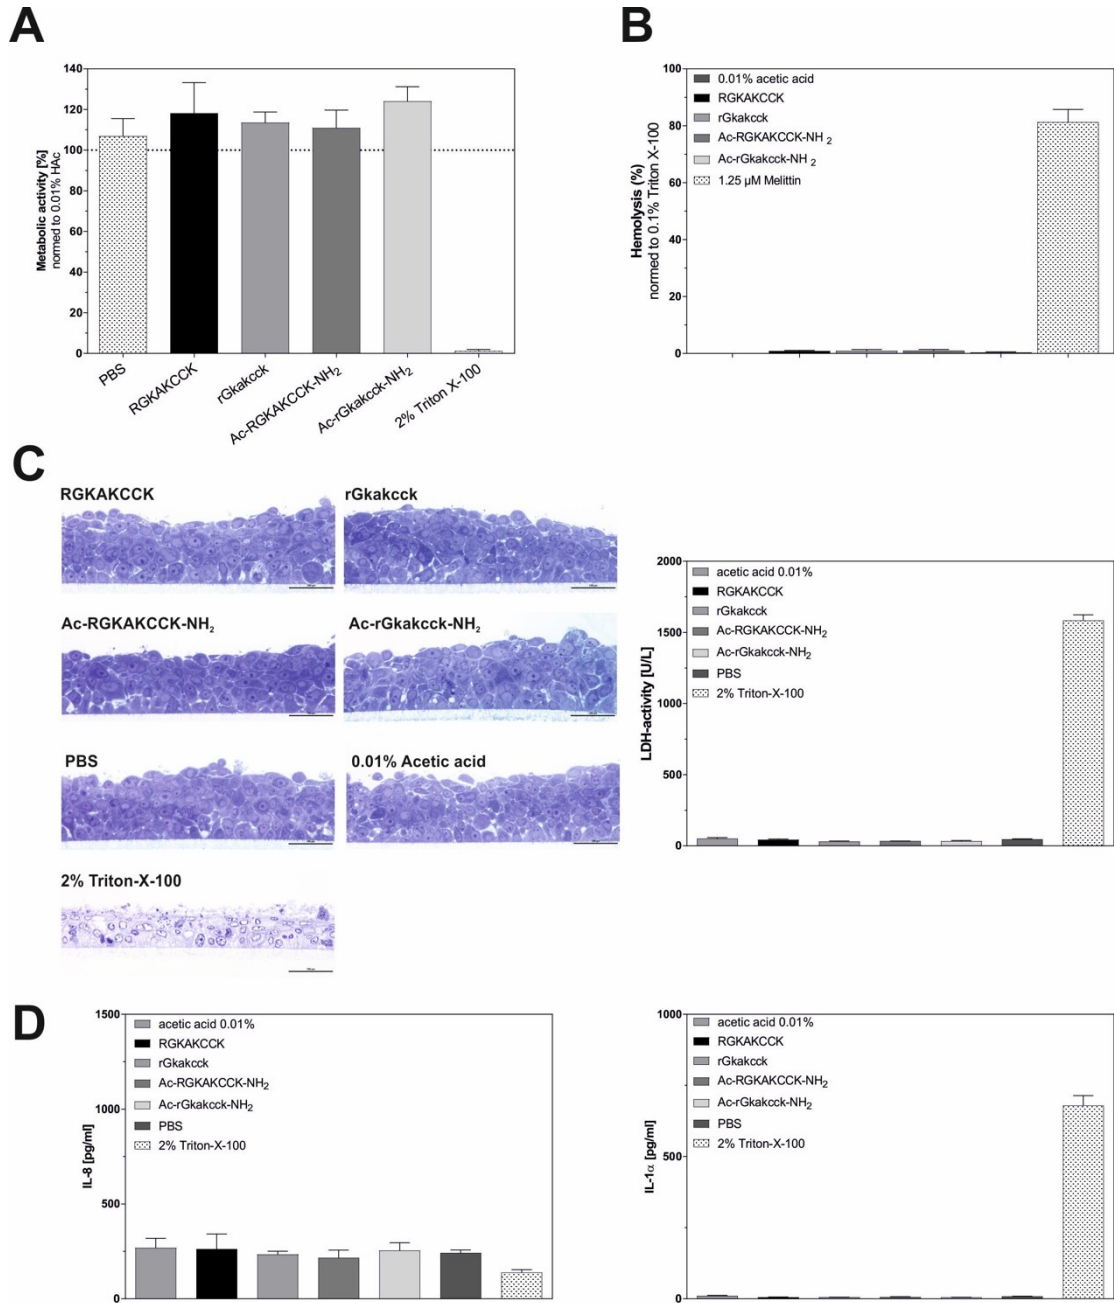 A
140
120
100
80
60
40
20
0
Metabolic activity [%]
normed to 0.01% HAc
PBS
RGKAKCCK
rGkakcck
Ac-RGKAKCCK-NH2
Ac-rGkakcck-NH2
2% Triton X-100
B
100
80
60
40
20
0
Hemolysis (%)
normed to 0.1% Triton X-100
0.01% acetic acid
RGKAKCCK
rGkakcck
Ac-RGKAKCCK-NH 2
Ac-rGkakcck-NH 2
1.25 µM Melittin
C
RGKAKCCK
rGkakcck
Ac-RGKAKCCK-NH2
Ac-rGkakcck-NH2
PBS
0.01% Acetic acid
2% Triton-X-100
2000
1500
1000
500
0
LDH-activity [U/L]
acetic acid 0.01%
RGKAKCCK
rGkakcck
Ac-RGKAKCCK-NH2
Ac-rGkakcck-NH2
PBS
2% Triton-X-100
D
1500
1000
500
0
IL-8 [pg/ml]
acetic acid 0.01%
RGKAKCCK
rGkakcck
Ac-RGKAKCCK-NH2
Ac-rGkakcck-NH2
PBS
2% Triton-X-100
1000
500
0
IL-1α [pg/ml]
acetic acid 0.01%
RGKAKCCK
rGkakcck
Ac-RGKAKCCK-NH2
Ac-rGkakcck-NH2
PBS
2% Triton-X-100